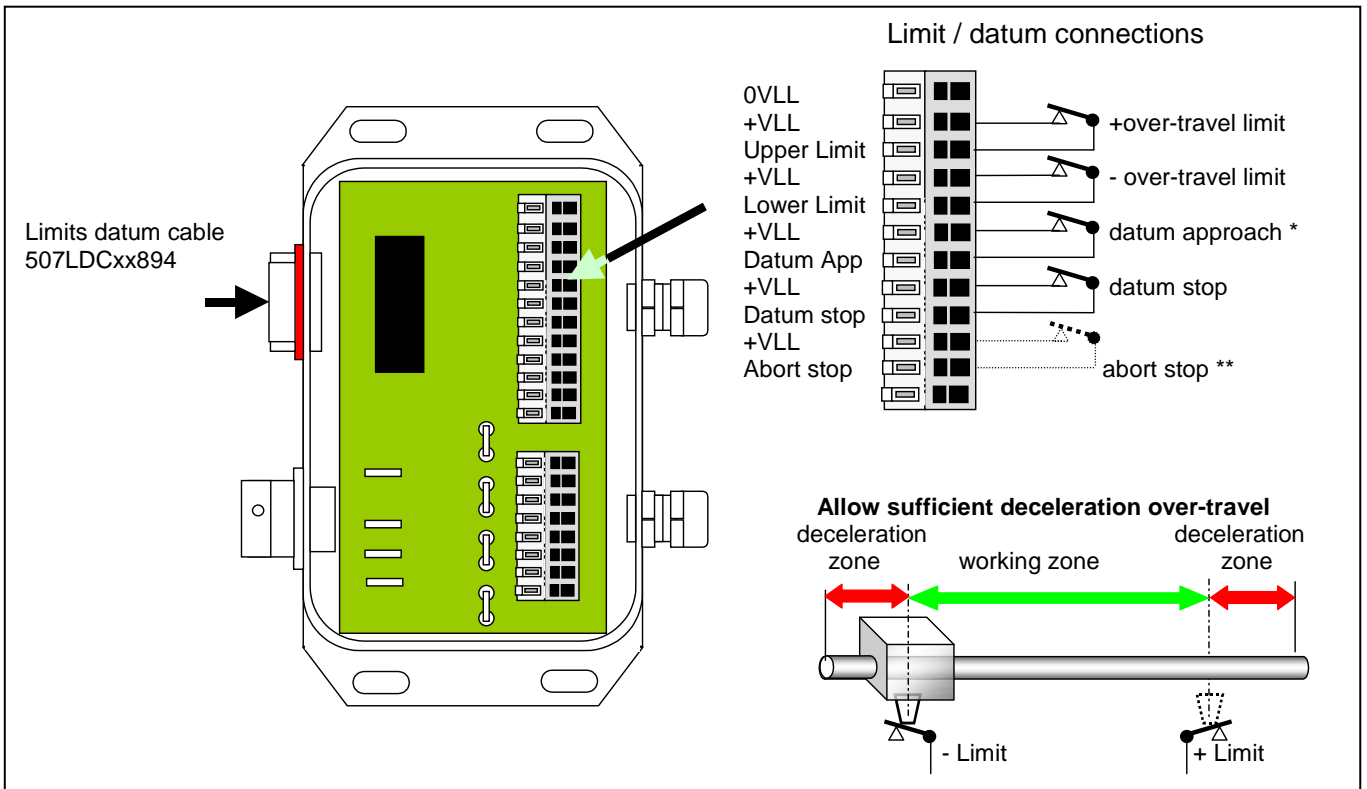 Limit / datum connections
0VLL
+VLL
+over-travel limit
Upper Limit
+VLL
- over-travel limit
Lower Limit
+VLL
datum approach *
Datum App
+VLL
datum stop
Datum stop
+VLL
Abort stop
abort stop **
Limits datum cable
507LDCxx894
Allow sufficient deceleration over-travel
deceleration
zone
working zone
deceleration
zone
- Limit
+ Limit